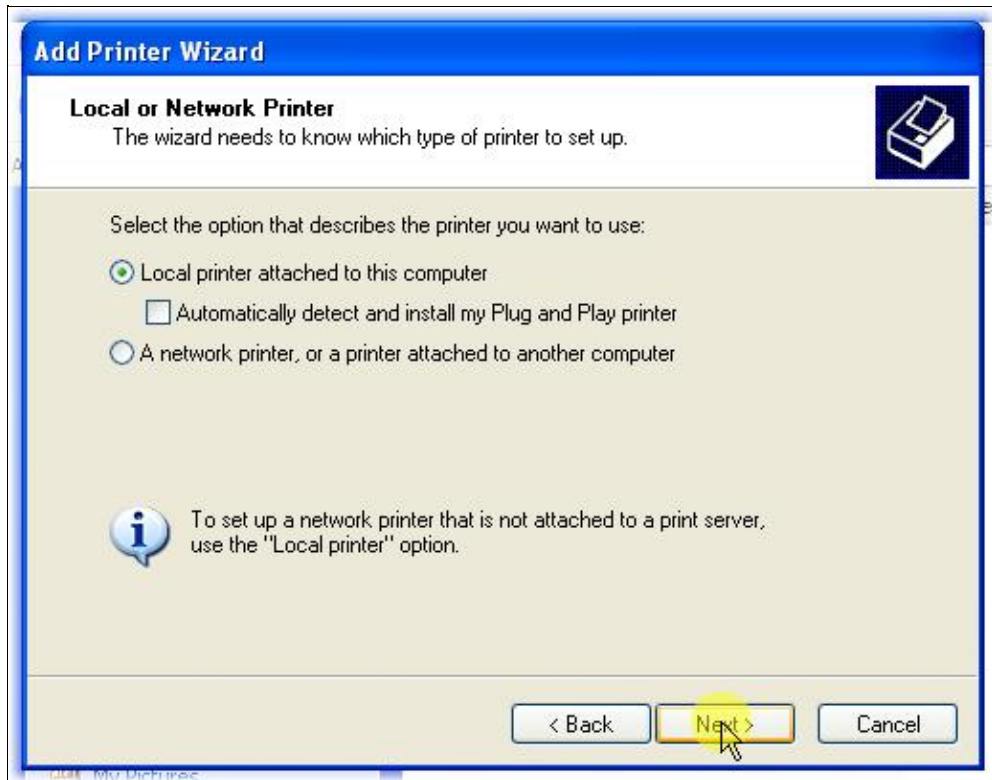 Add Printer Wizard
Local or Network Printer
The wizard needs to know which type of printer to set up.
Select the option that describes the printer you want to use:
Local printer attached to this computer
Automatically detect and install my Plug and Play printer
A network printer, or a printer attached to another computer
To set up a network printer that is not attached to a print server,
use the "Local printer" option.
< Back
Next >
Cancel
My Pictures